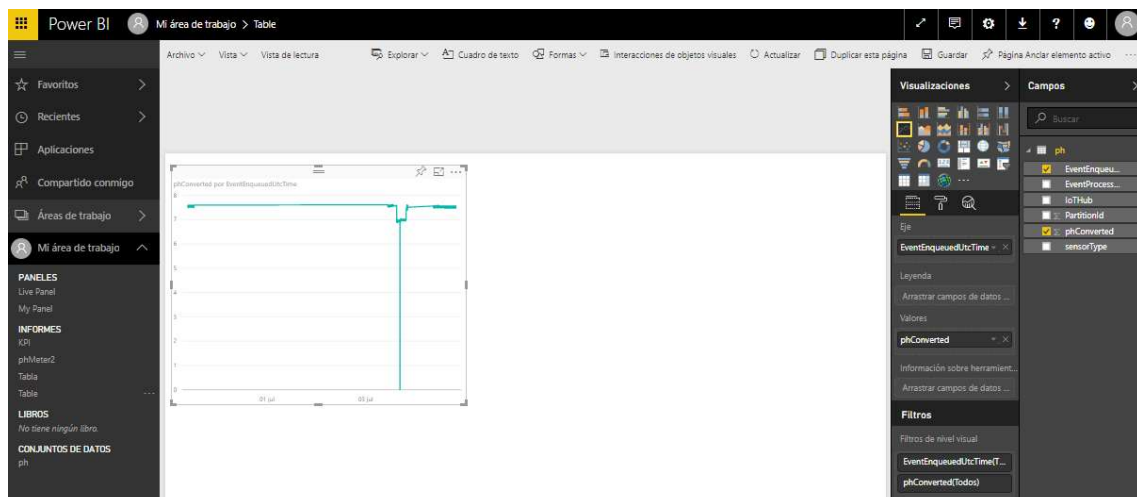 Power BI Mi área de trabajo > Table
Archivo Vista Vista de lectura Explorar Cuadro de texto Formas Interacciones de objetos visuales Actualizar Duplicar esta página Guardar Página Anclar elemento activo ...
Favoritos
Recientes
Aplicaciones
Compartido conmigo
Áreas de trabajo
Mi área de trabajo
PANELES
Live Panel
My Panel
INFORMES
KPI
phMeter2
Tabla
Table ...
LIBROS
No tiene ningún libro.
CONJUNTOS DE DATOS
ph
phConverted por EventEnqueuedUtcTime
8
7
6
5
4
3
2
1
0
01 jul
03 jul
Visualizaciones
Eje
EventEnqueuedUtcTime
Leyenda
Arrastrar campos de datos ...
Valores
phConverted
Información sobre herramient...
Arrastrar campos de datos ...
Filtros
Filtros de nivel visual
EventEnqueuedUtcTime(T...
phConverted(Todos)
Campos
Buscar
ph
EventEnqueu...
EventProcess...
IoTHub
PartitionId
phConverted
sensorType